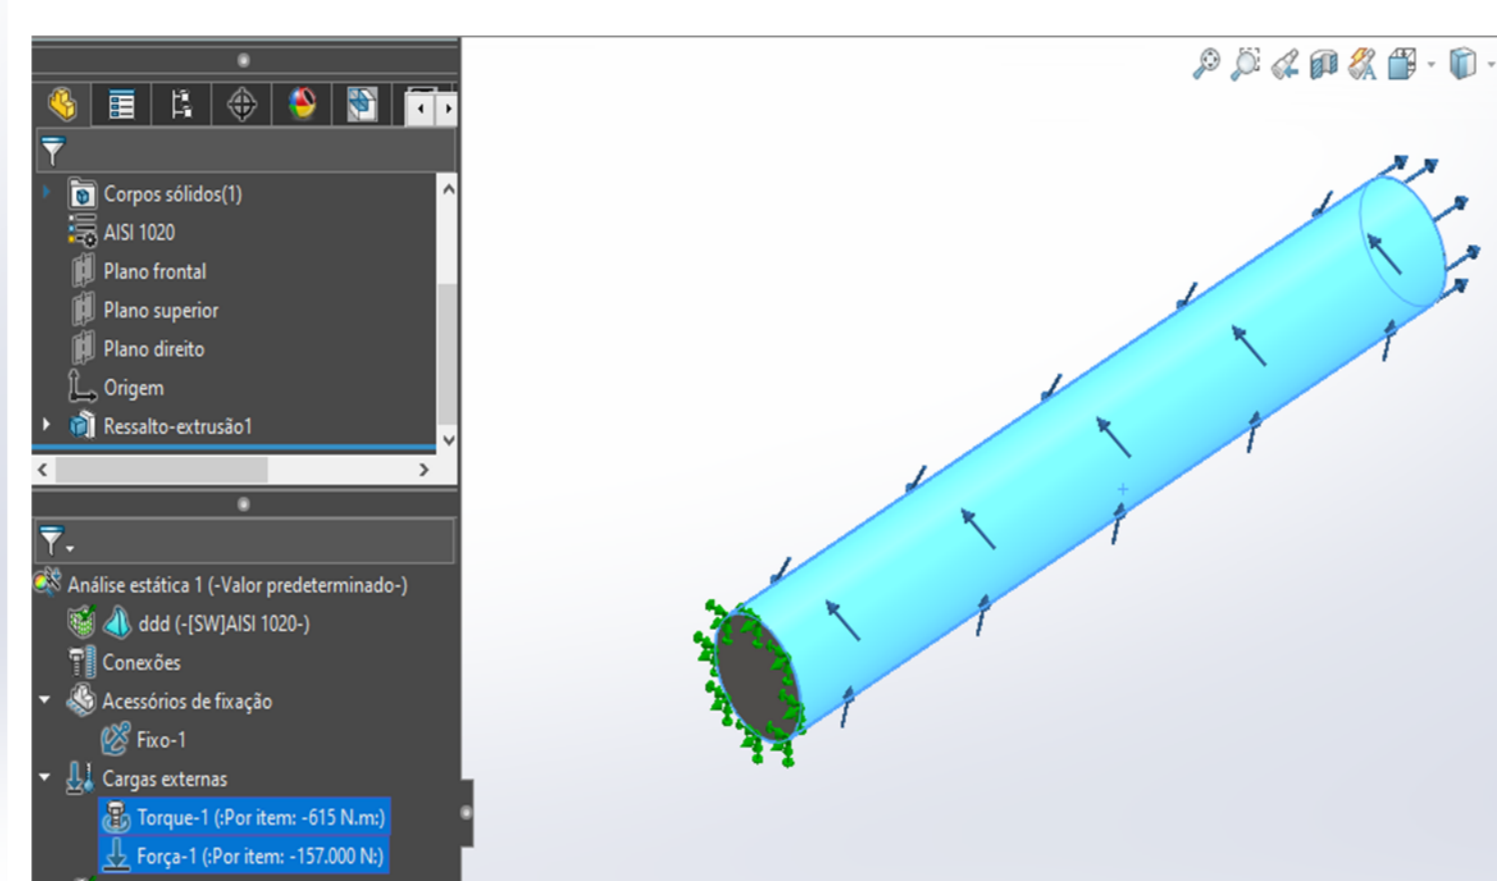 Corpos sólidos(1)
AISI 1020
Plano frontal
Plano superior
Plano direito
Origem
Ressalto-extrusão1
Análise estática 1 (-Valor predeterminado-)
ddd (-[SW]AISI 1020-)
Conexões
Acessórios de fixação
Fixo-1
Cargas externas
Torque-1 (:Por item: -615 N.m:)
Força-1 (:Por item: -157.000 N:)